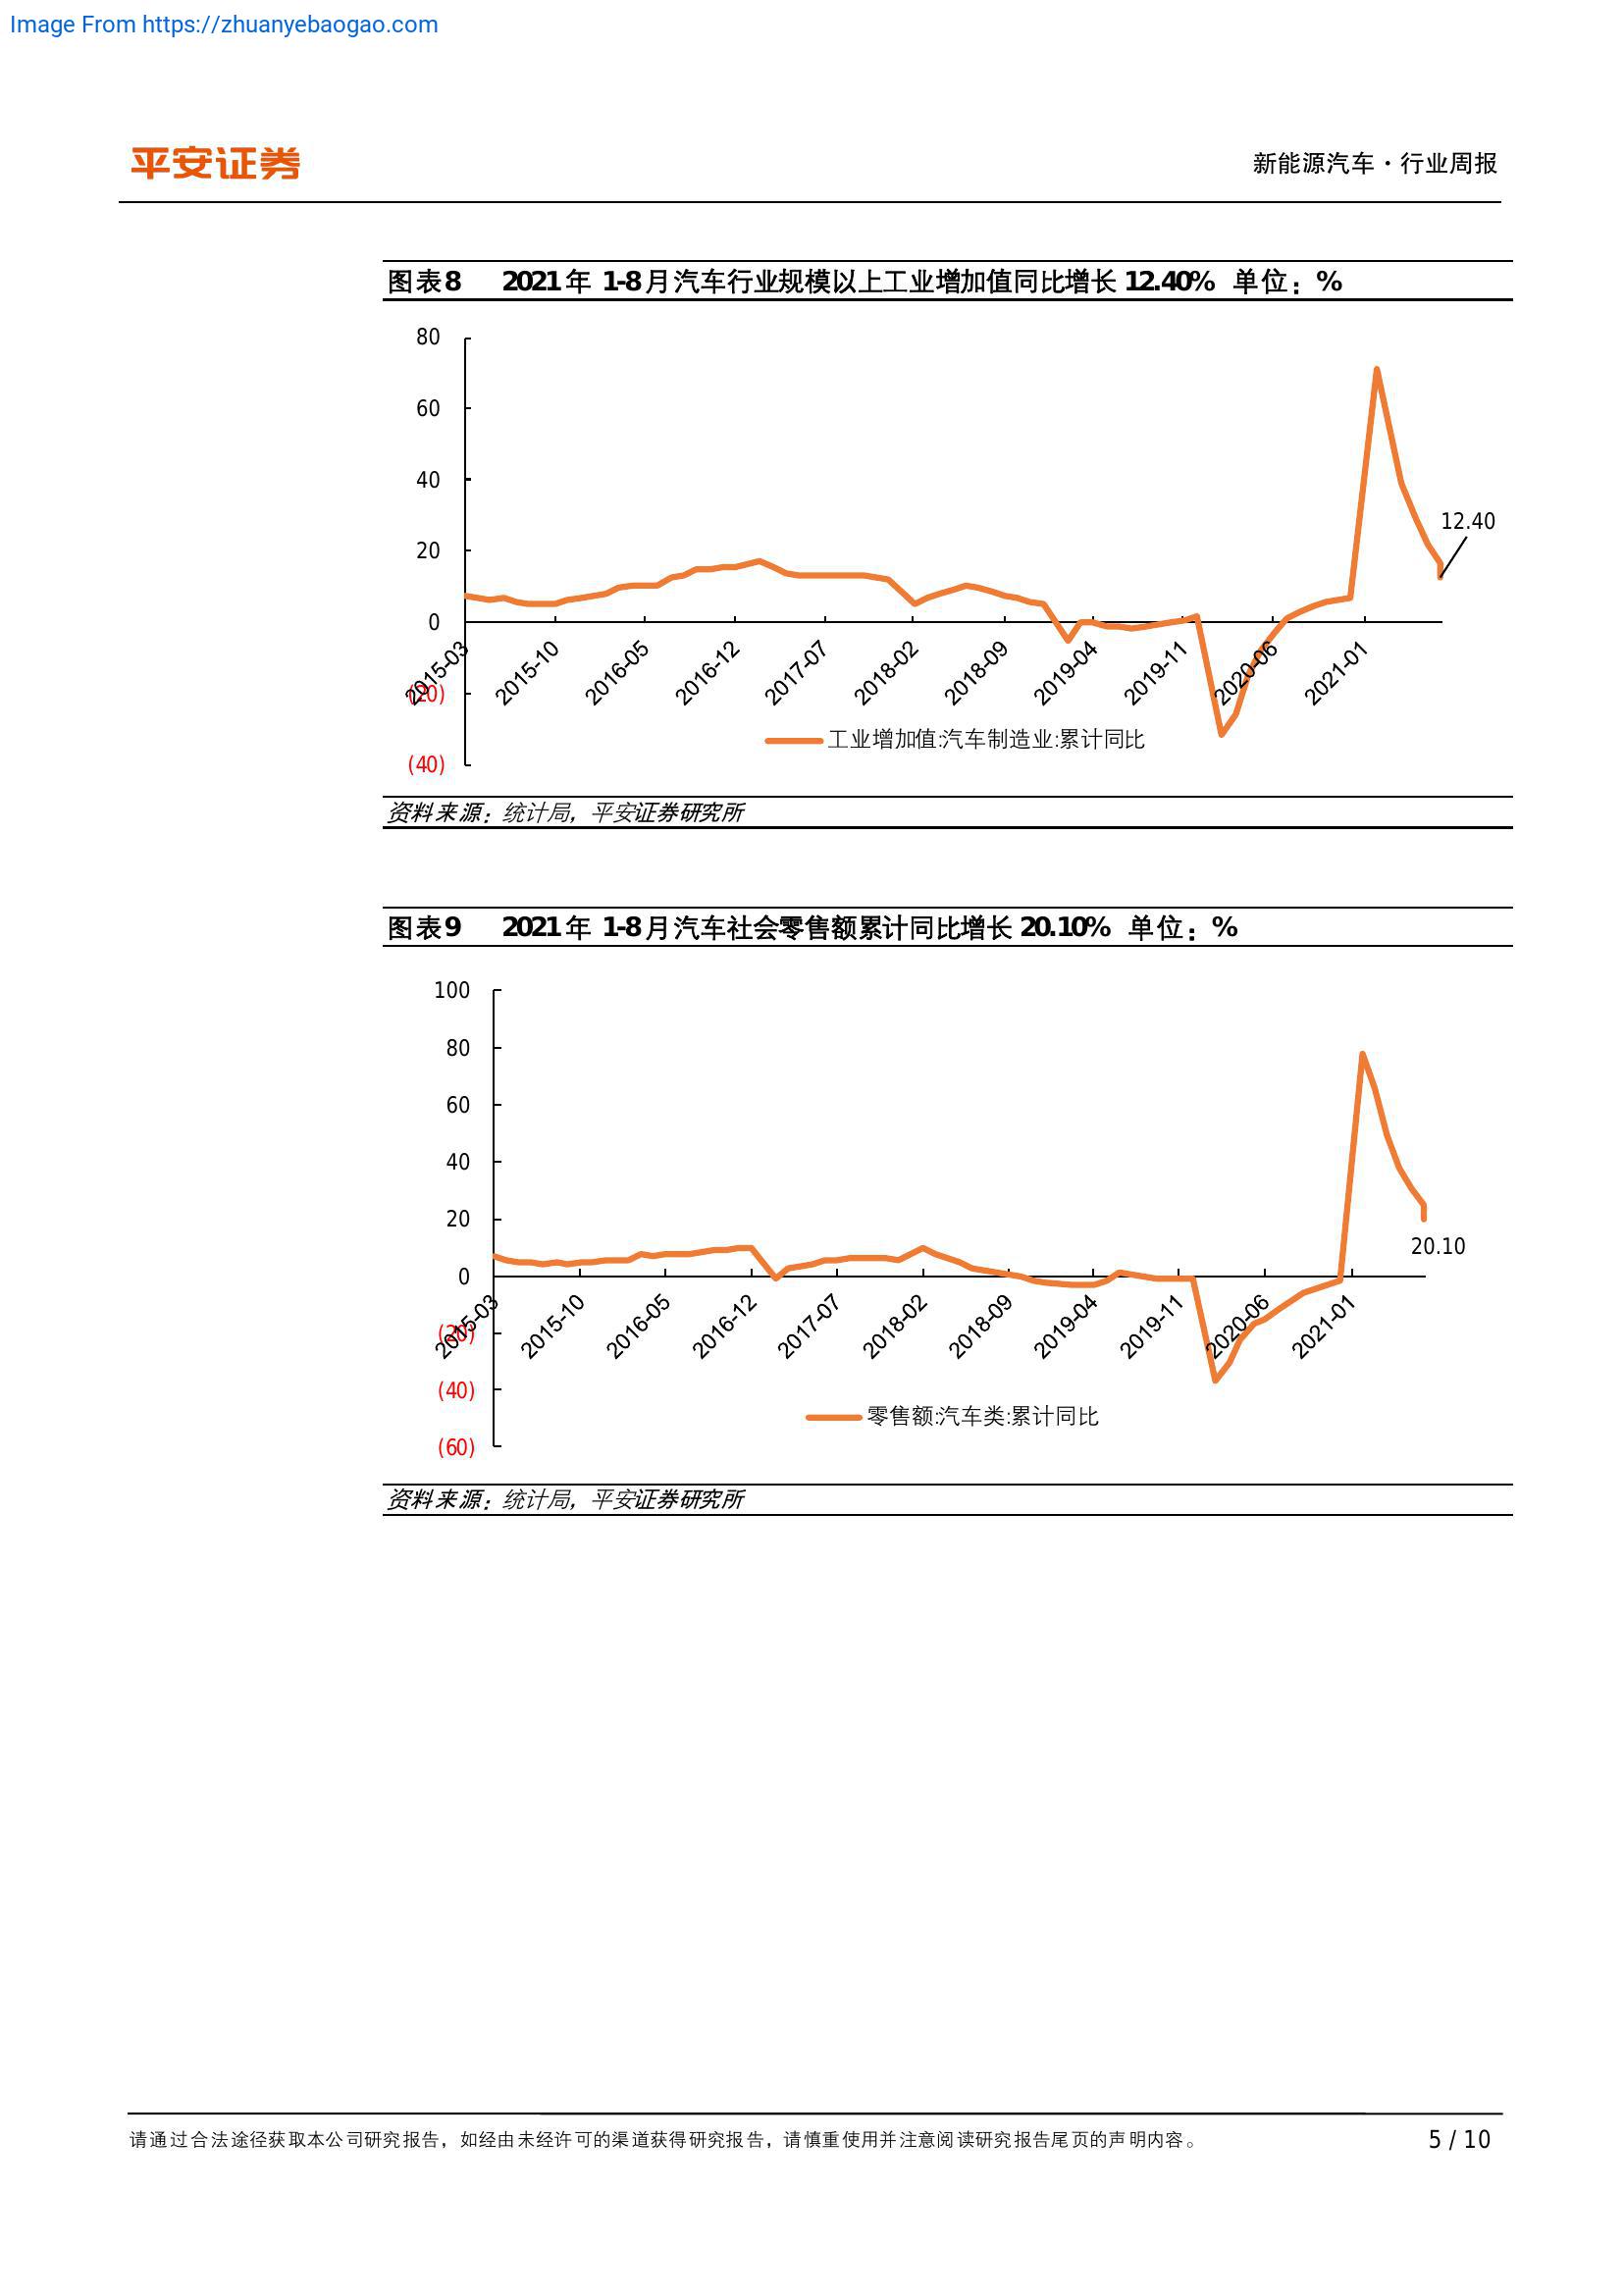 Image From https://zhuanyebaogao.com
平安证券
新能源汽车·行业周报
图表8 2021年 1-8月汽车行业规模以上工业增加值同比增长 12.40% 单位：%
80
60
40
20
0
(20)
(40)
12.40
2015-03 2015-10 2016-05 2016-12 2017-07 2018-02 2018-09 2019-04 2019-11 2020-06 2021-01
工业增加值:汽车制造业:累计同比
资料来源：统计局，平安证券研究所
图表9 2021年 1-8月汽车社会零售额累计同比增长 20.10% 单位：%
100
80
60
40
20
0
(20)
(40)
(60)
20.10
2015-03 2015-10 2016-05 2016-12 2017-07 2018-02 2018-09 2019-04 2019-11 2020-06 2021-01
零售额:汽车类:累计同比
资料来源：统计局，平安证券研究所
请通过合法途径获取本公司研究报告，如经由未经许可的渠道获得研究报告，请慎重使用并注意阅读研究报告尾页的声明内容。
5 / 10